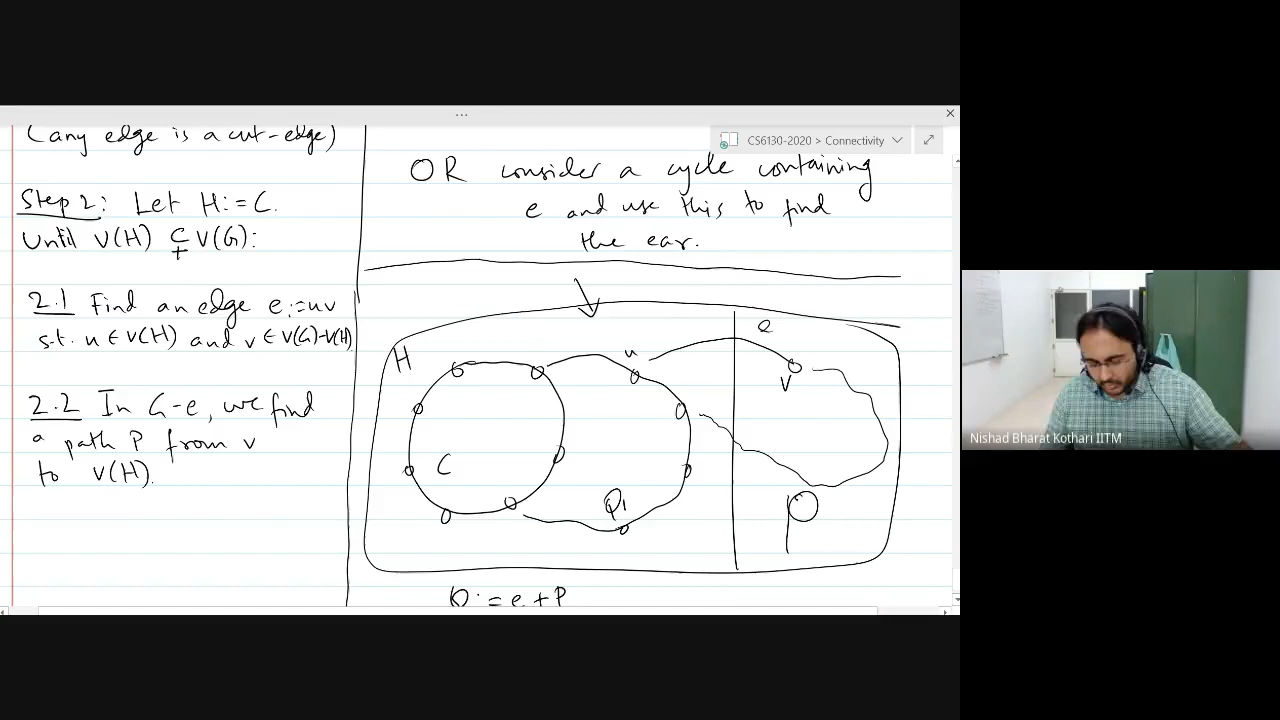 (any edge is a cut-edge)
Step 2: Let H := C.
Until V(H) ⊊ V(G):
2.1 Find an edge e := uv
s.t. u ∈ V(H) and v ∈ V(G)-V(H)
2.2 In G-e, we find
a path P from v
to V(H).
CS6130-2020 > Connectivity
OR consider a cycle containing
e and use this to find
the ear.
H
u
e
v
C
Q1
P
:= e + P
Nishad Bharat Kothari IITM